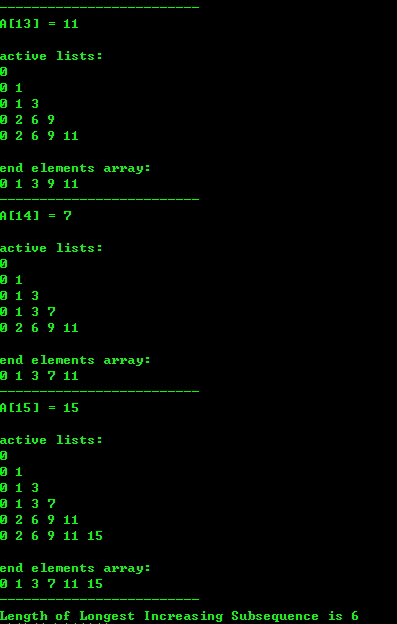 A[13] = 11
active lists:
0
0 1
0 1 3
0 2 6 9
0 2 6 9 11
end elements array:
0 1 3 9 11
A[14] = 7
active lists:
0
0 1
0 1 3
0 1 3 7
0 2 6 9 11
end elements array:
0 1 3 7 11
A[15] = 15
active lists:
0
0 1
0 1 3
0 1 3 7
0 2 6 9 11
0 2 6 9 11 15
end elements array:
0 1 3 7 11 15
Length of Longest Increasing Subsequence is 6